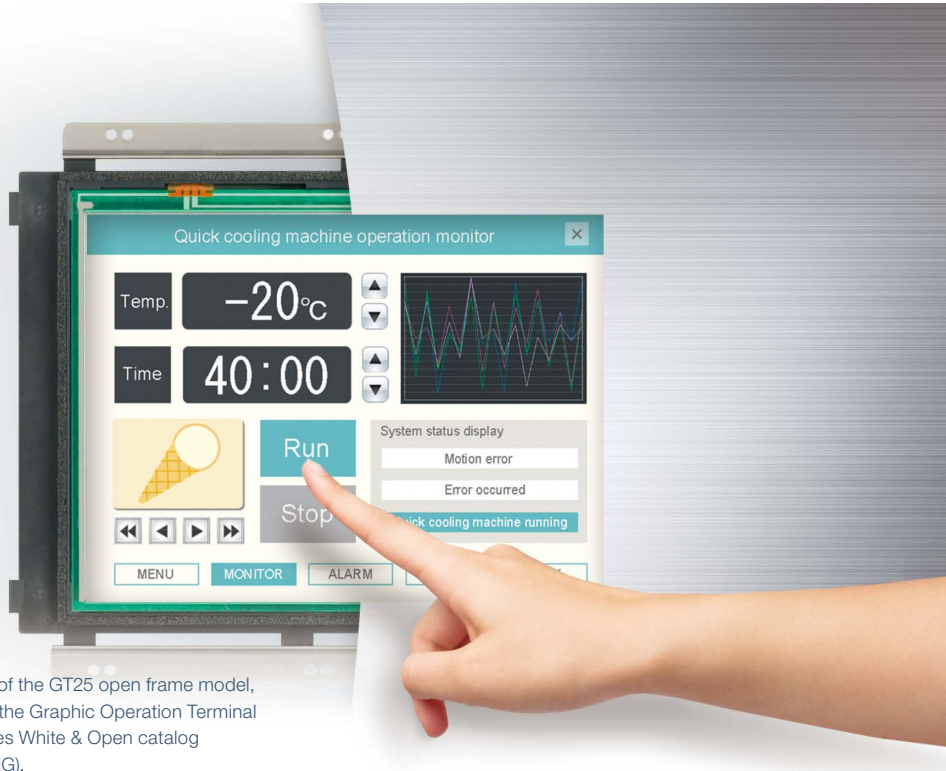 Quick cooling machine operation monitor
Temp.
−20°C
Time
40:00
Run
Stop
System status display
Motion error
Error occurred
Quick cooling machine running
MENU
MONITOR
ALARM
of the GT25 open frame model,
the Graphic Operation Terminal
es White & Open catalog
IG).